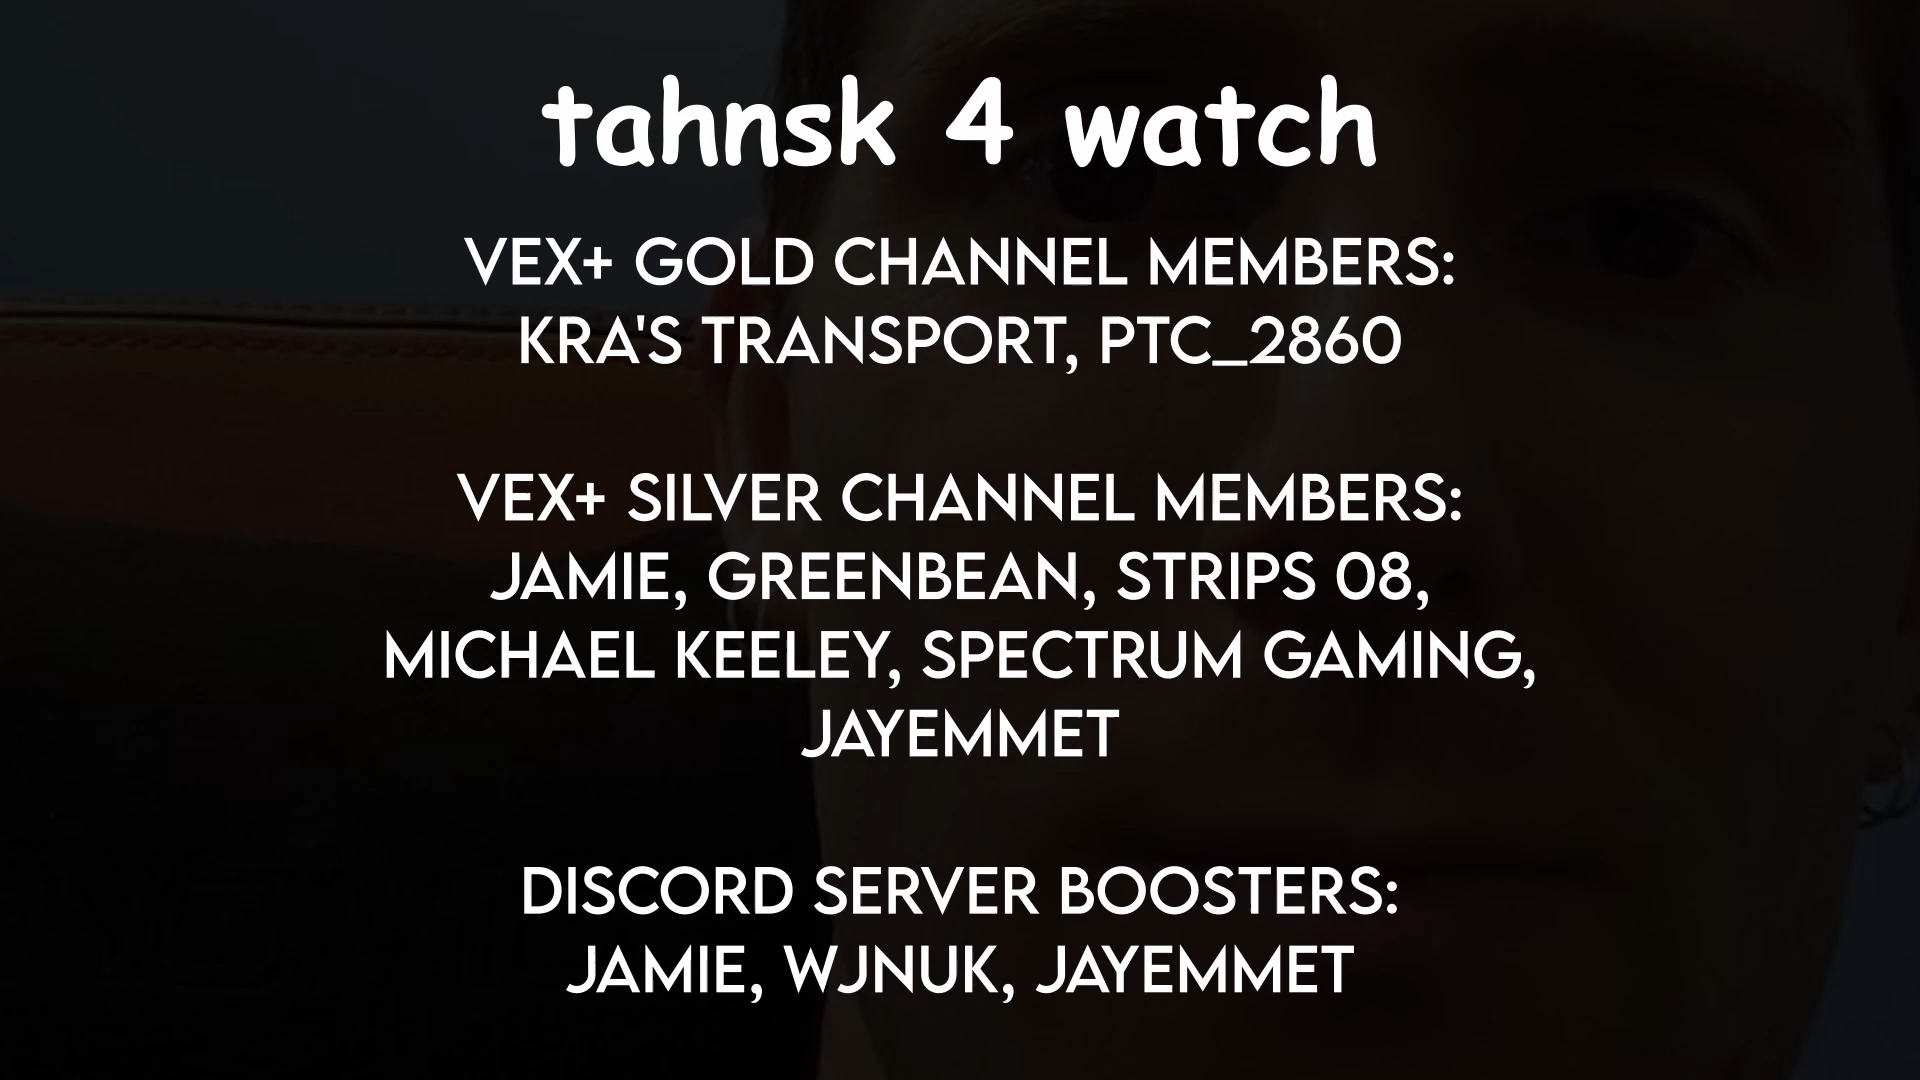 tahnsk 4 watch
VEX+ GOLD CHANNEL MEMBERS:
KRA'S TRANSPORT, PTC_2860
VEX+ SILVER CHANNEL MEMBERS:
JAMIE, GREENBEAN, STRIPS 08,
MICHAEL KEELEY, SPECTRUM GAMING,
JAYEMMET
DISCORD SERVER BOOSTERS:
JAMIE, WJNUK, JAYEMMET